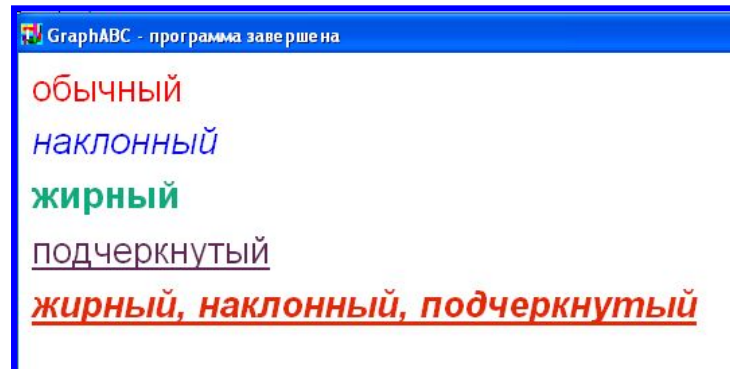 GraphABC - программа завершена
обычный
наклонный
жирный
подчеркнутый
жирный, наклонный, подчеркнутый